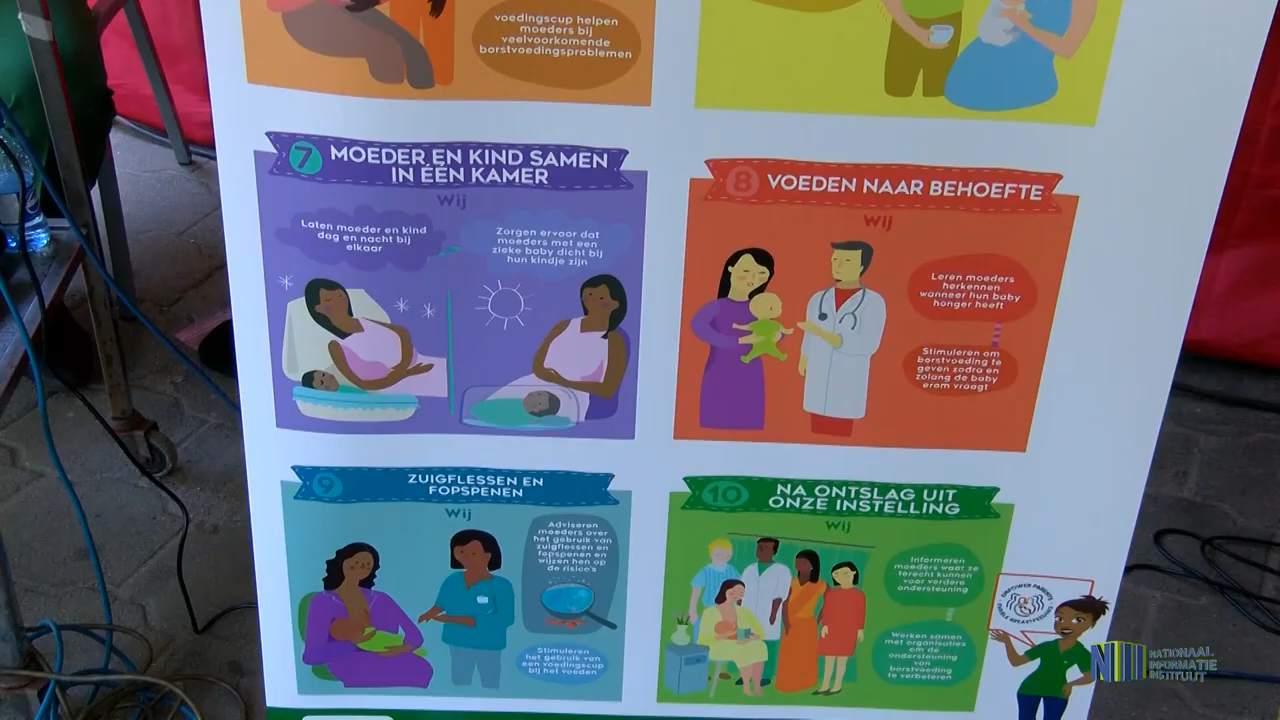 voedingscup helpen
moeders bij
veelvoorkomende
borstvoedingsproblemen
7
MOEDER EN KIND SAMEN
IN ÉÉN KAMER
Wij
Laten moeder en kind
dag en nacht bij
elkaar
Zorgen ervoor dat
moeders met een
zieke baby dicht bij
hun kindje zijn
8
VOEDEN NAAR BEHOEFTE
Wij
Leren moeders
herkennen
wanneer hun baby
honger heeft
Stimuleren om
borstvoeding te
geven zodra en
zolang de baby
erom vraagt
9
ZUIGFLESSEN EN
FOPSPENEN
Wij
Adviseren
moeders over
het gebruik van
zuigflessen en
fopspenen en
wijzen hen op
de risico's
Stimuleren
het gebruik van
een voedingscup
bij het voeden
10
NA ONTSLAG UIT
ONZE INSTELLING
Wij
Informeren
moeders waar ze
terecht kunnen
voor verdere
ondersteuning
Werken samen
met organisaties
om de
ondersteuning
van
borstvoeding
te verbeteren
EMPOWER PARENTS
ENABLE BREASTFEEDING
NATIONAAL
INFORMATIE
INSTITUUT